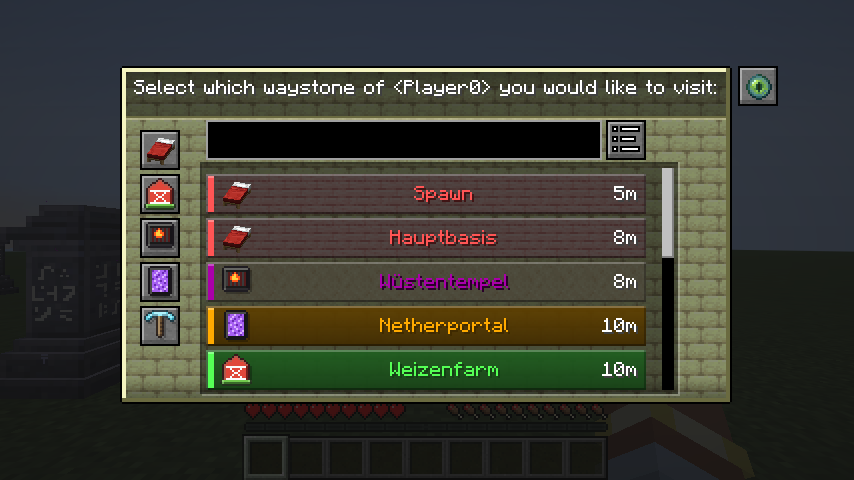 Select which waystone of <Player0> you would like to visit:
Spawn 5m
Hauptbasis 8m
Wüstentempel 8m
Netherportal 10m
Weizenfarm 10m